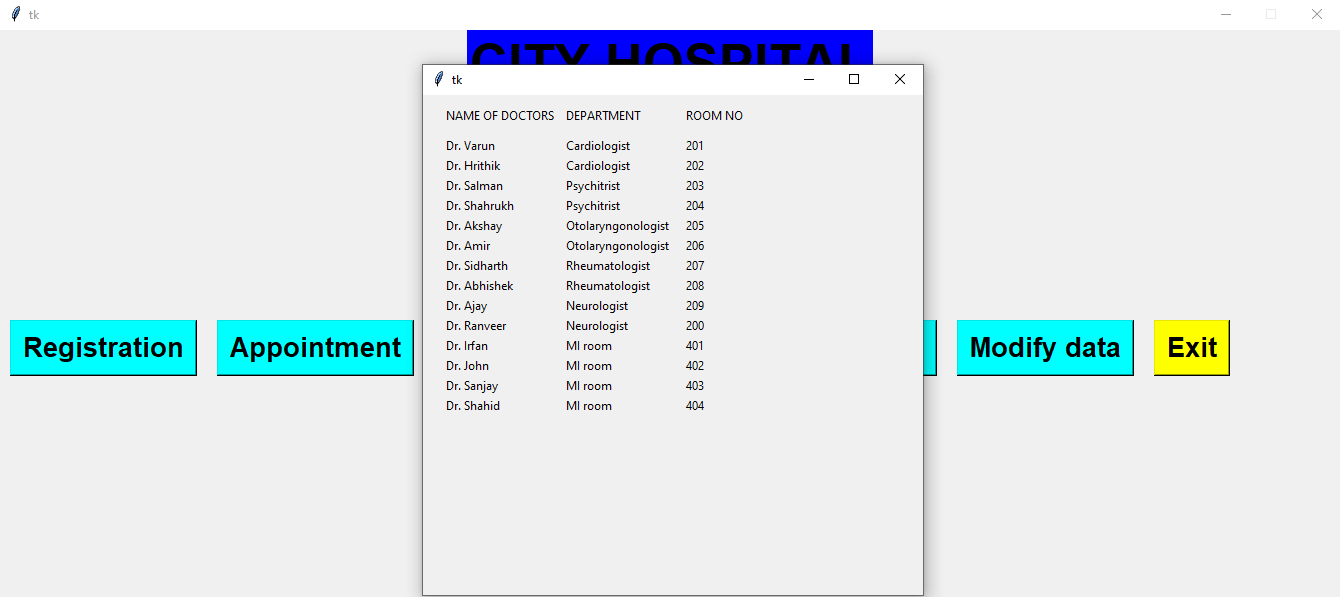 tk
CITY HOSPITAL
tk
NAME OF DOCTORS DEPARTMENT ROOM NO
Dr. Varun Cardiologist 201
Dr. Hrithik Cardiologist 202
Dr. Salman Psychitrist 203
Dr. Shahrukh Psychitrist 204
Dr. Akshay Otolaryngonologist 205
Dr. Amir Otolaryngonologist 206
Dr. Sidharth Rheumatologist 207
Dr. Abhishek Rheumatologist 208
Dr. Ajay Neurologist 209
Dr. Ranveer Neurologist 200
Dr. Irfan MI room 401
Dr. John MI room 402
Dr. Sanjay MI room 403
Dr. Shahid MI room 404
Registration Appointment Modify data Exit